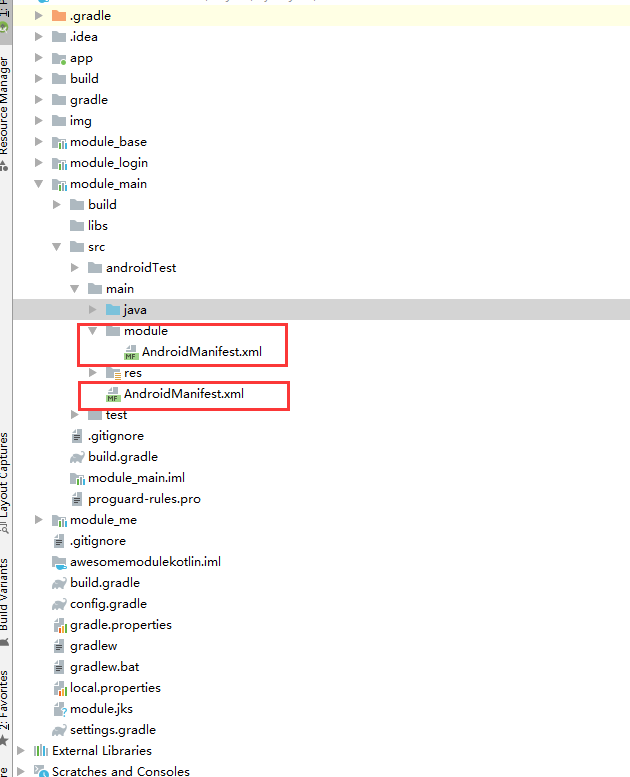 .gradle
.idea
app
build
gradle
img
module_base
module_login
module_main
build
libs
src
androidTest
main
java
module
MF AndroidManifest.xml
res
MF AndroidManifest.xml
test
.gitignore
build.gradle
module_main.iml
proguard-rules.pro
module_me
.gitignore
awesomemodulekotlin.iml
build.gradle
config.gradle
gradle.properties
gradlew
gradlew.bat
local.properties
module.jks
settings.gradle
External Libraries
Scratches and Consoles
Resource Manager
Layout Captures
Build Variants
2: Favorites